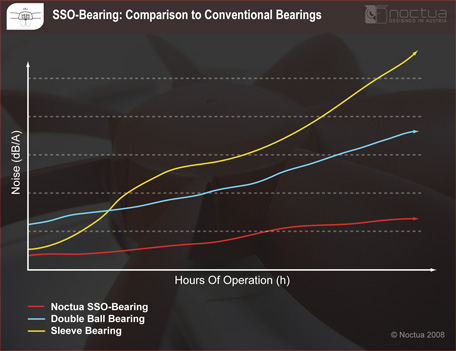 SSO-Bearing: Comparison to Conventional Bearings
noctua
DESIGNED IN AUSTRIA
Noise (dB/A)
Hours Of Operation (h)
Noctua SSO-Bearing
Double Ball Bearing
Sleeve Bearing
© Noctua 2008